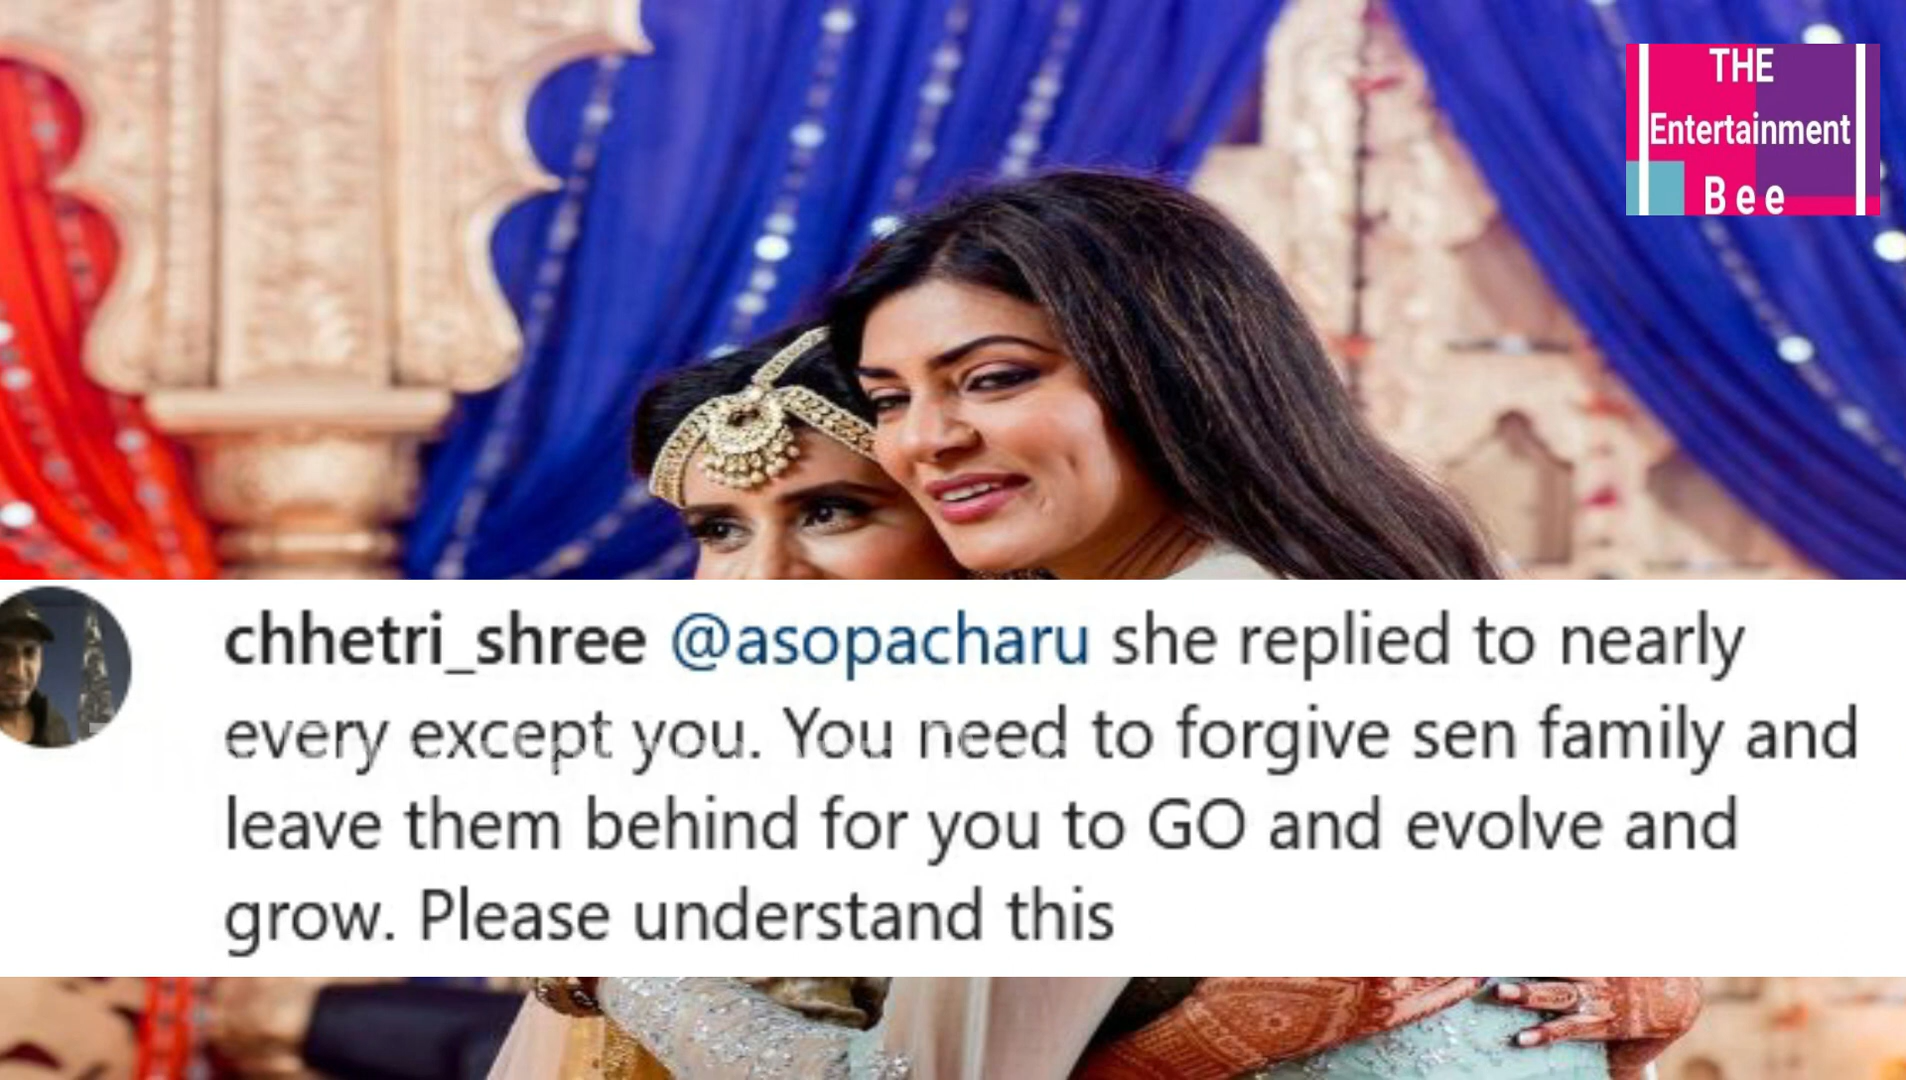 THE
Entertainment
Bee
chhetri_shree @asopacharu she replied to nearly
every except you. You need to forgive sen family and
leave them behind for you to GO and evolve and
grow. Please understand this